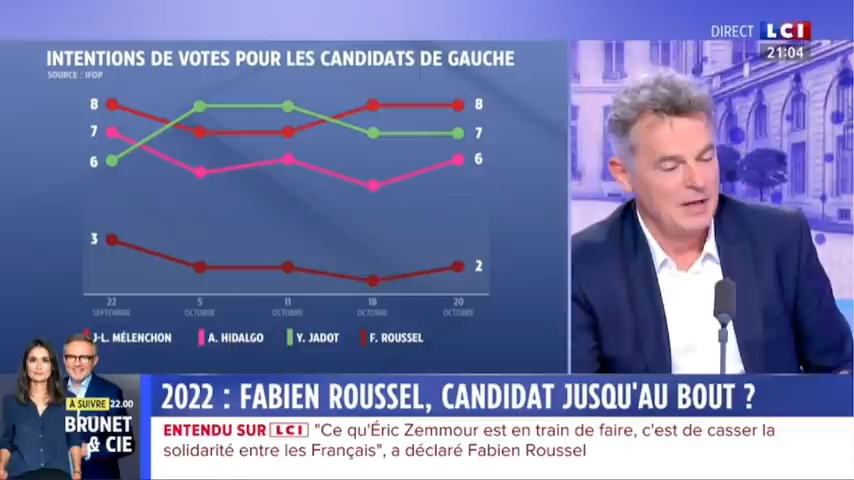 DIRECT LCI
21:04
INTENTIONS DE VOTES POUR LES CANDIDATS DE GAUCHE
SOURCE : IFOP
8 8
7 7
6 6
3 2
22 5 11 18 20
SEPTEMBRE OCTOBRE OCTOBRE OCTOBRE OCTOBRE
J-L. MÉLENCHON A. HIDALGO Y. JADOT F. ROUSSEL
À SUIVRE 22.00
BRUNET
& CIE
2022 : FABIEN ROUSSEL, CANDIDAT JUSQU'AU BOUT ?
ENTENDU SUR LCI "Ce qu'Éric Zemmour est en train de faire, c'est de casser la
solidarité entre les Français", a déclaré Fabien Roussel